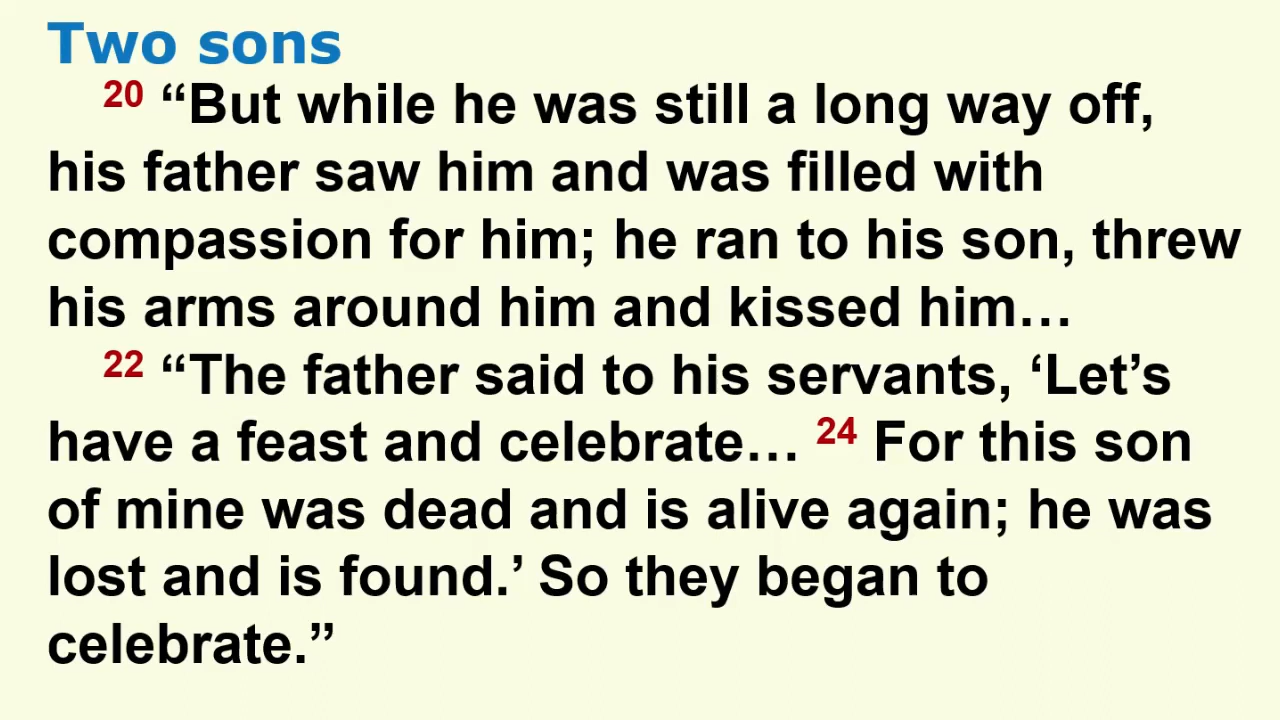 Two sons
20 “But while he was still a long way off,
his father saw him and was filled with
compassion for him; he ran to his son, threw
his arms around him and kissed him…
22 “The father said to his servants, ‘Let’s
have a feast and celebrate… 24 For this son
of mine was dead and is alive again; he was
lost and is found.’ So they began to
celebrate.”